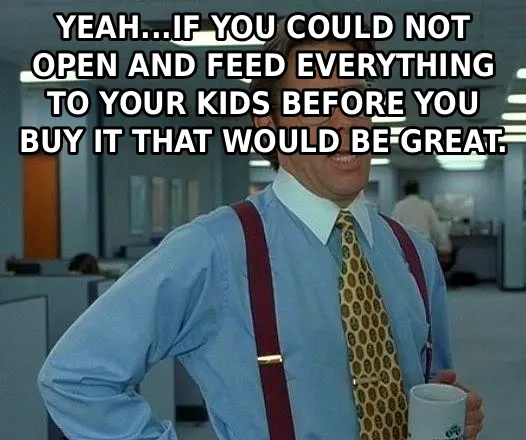 YEAH...IF YOU COULD NOT
OPEN AND FEED EVERYTHING
TO YOUR KIDS BEFORE YOU
BUY IT THAT WOULD BE GREAT.